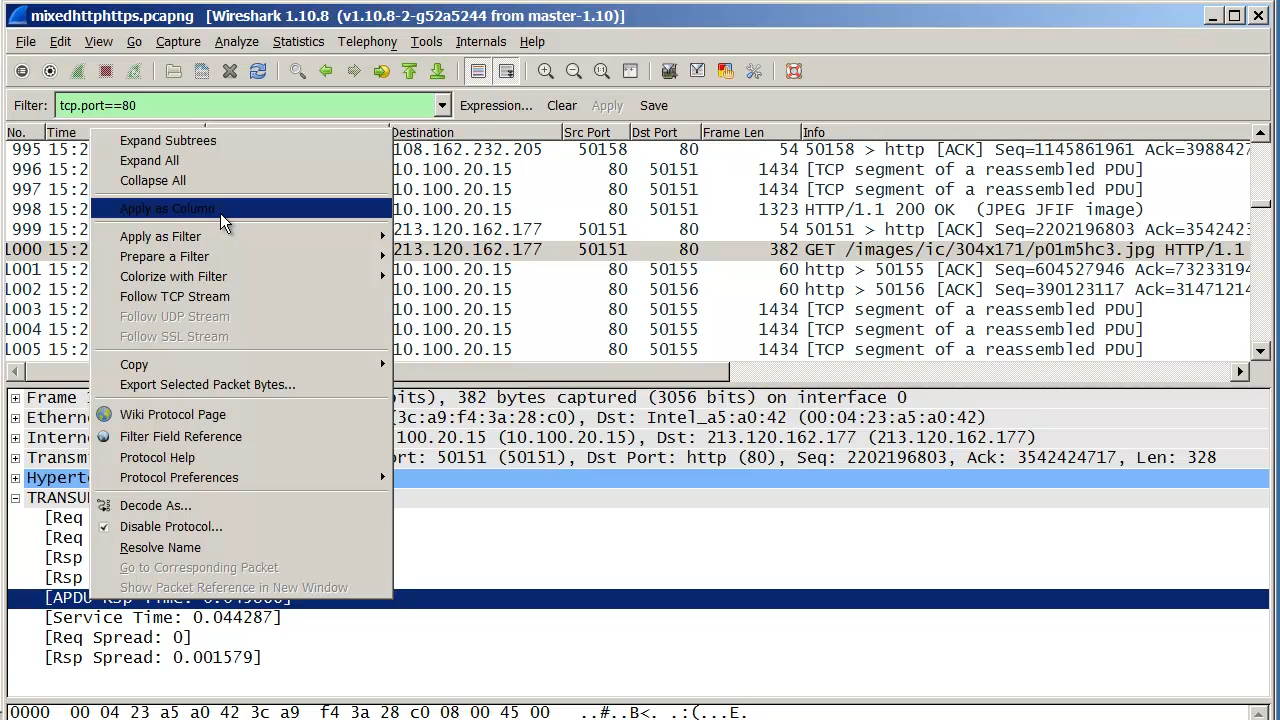 mixedhttphttps.pcapng [Wireshark 1.10.8 (v1.10.8-2-g52a5244 from master-1.10)]
File Edit View Go Capture Analyze Statistics Telephony Tools Internals Help
Filter: tcp.port==80 Expression... Clear Apply Save
No. Time Destination Src Port Dst Port Frame Len Info
995 15:2 108.162.232.205 50158 80 54 50158 > http [ACK] Seq=1145861961 Ack=3988427
996 15:2 10.100.20.15 80 50151 1434 [TCP segment of a reassembled PDU]
997 15:2 10.100.20.15 80 50151 1434 [TCP segment of a reassembled PDU]
998 15:2 10.100.20.15 80 50151 1323 HTTP/1.1 200 OK (JPEG JFIF image)
999 15:2 213.120.162.177 50151 80 54 50151 > http [ACK] Seq=2202196803 Ack=354242
1000 15:2 213.120.162.177 50151 80 382 GET /images/ic/304x171/p01m5hc3.jpg HTTP/1.1
1001 15:2 10.100.20.15 80 50155 60 http > 50155 [ACK] Seq=604527946 Ack=73233194
1002 15:2 10.100.20.15 80 50156 60 http > 50156 [ACK] Seq=390123117 Ack=31471214
1003 15:2 10.100.20.15 80 50155 1434 [TCP segment of a reassembled PDU]
1004 15:2 10.100.20.15 80 50155 1434 [TCP segment of a reassembled PDU]
1005 15:2 10.100.20.15 80 50155 1434 [TCP segment of a reassembled PDU]
Expand Subtrees
Expand All
Collapse All
Apply as Column
Apply as Filter
Prepare a Filter
Colorize with Filter
Follow TCP Stream
Follow UDP Stream
Follow SSL Stream
Copy
Export Selected Packet Bytes...
Wiki Protocol Page
Filter Field Reference
Protocol Help
Protocol Preferences
Decode As...
Disable Protocol...
Resolve Name
Go to Corresponding Packet
Show Packet Reference in New Window
Frame bits), 382 bytes captured (3056 bits) on interface 0
Ethern (3c:a9:f4:3a:28:c0), Dst: Intel_a5:a0:42 (00:04:23:a5:a0:42)
Intern 100.20.15 (10.100.20.15), Dst: 213.120.162.177 (213.120.162.177)
Transm ort: 50151 (50151), Dst Port: http (80), Seq: 2202196803, Ack: 3542424717, Len: 328
Hypert
TRANSU
[Req
[Req
[Rsp
[Rsp
[APDU
[Service Time: 0.044287]
[Req Spread: 0]
[Rsp Spread: 0.001579]
0000 00 04 23 a5 a0 42 3c a9 f4 3a 28 c0 08 00 45 00 ..#..B<. .:(...E.